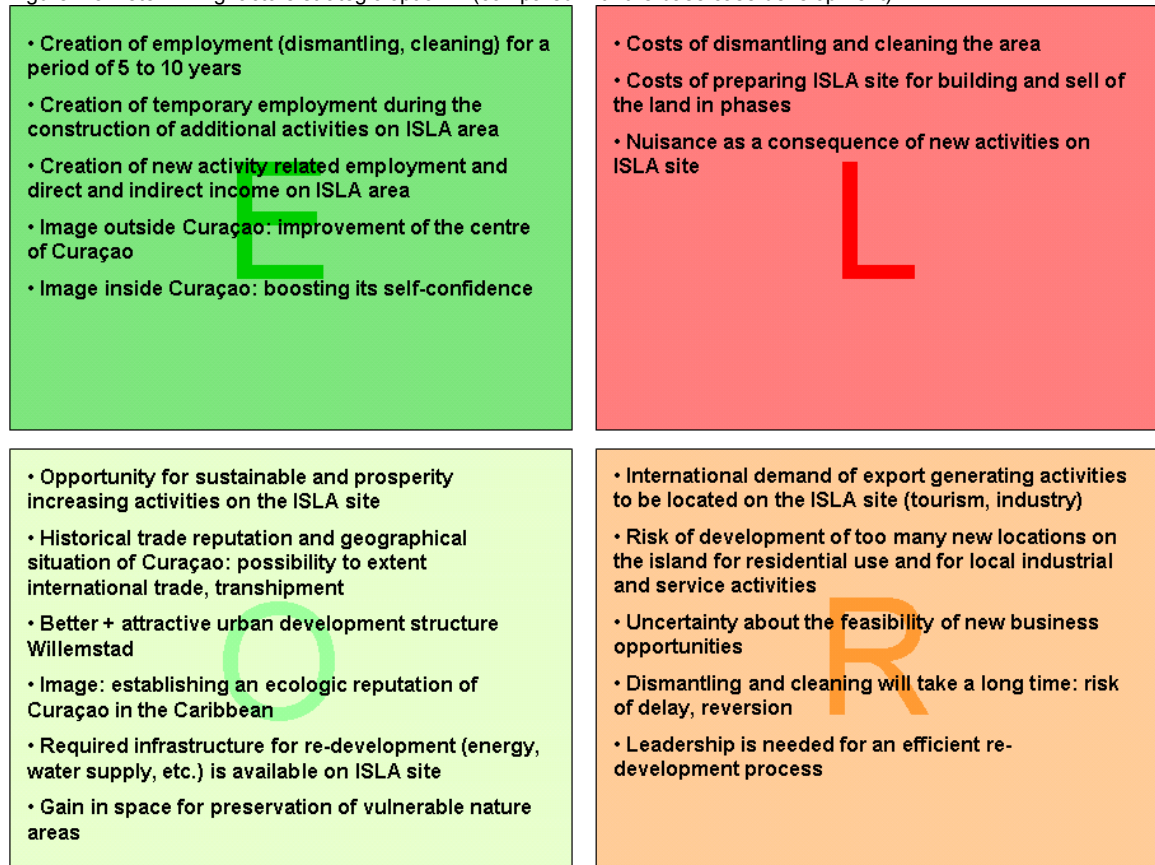 • Creation of employment (dismantling, cleaning) for a
period of 5 to 10 years
• Creation of temporary employment during the
construction of additional activities on ISLA area
• Creation of new activity related employment and
direct and indirect income on ISLA area
• Image outside Curaçao: improvement of the centre
of Curaçao
• Image inside Curaçao: boosting its self-confidence
E
• Costs of dismantling and cleaning the area
• Costs of preparing ISLA site for building and sell of
the land in phases
• Nuisance as a consequence of new activities on
ISLA site
L
• Opportunity for sustainable and prosperity
increasing activities on the ISLA site
• Historical trade reputation and geographical
situation of Curaçao: possibility to extent
international trade, transhipment
• Better + attractive urban development structure
Willemstad
• Image: establishing an ecologic reputation of
Curaçao in the Caribbean
• Required infrastructure for re-development (energy,
water supply, etc.) is available on ISLA site
• Gain in space for preservation of vulnerable nature
areas
O
• International demand of export generating activities
to be located on the ISLA site (tourism, industry)
• Risk of development of too many new locations on
the island for residential use and for local industrial
and service activities
• Uncertainty about the feasibility of new business
opportunities
• Dismantling and cleaning will take a long time: risk
of delay, reversion
• Leadership is needed for an efficient re-
development process
R